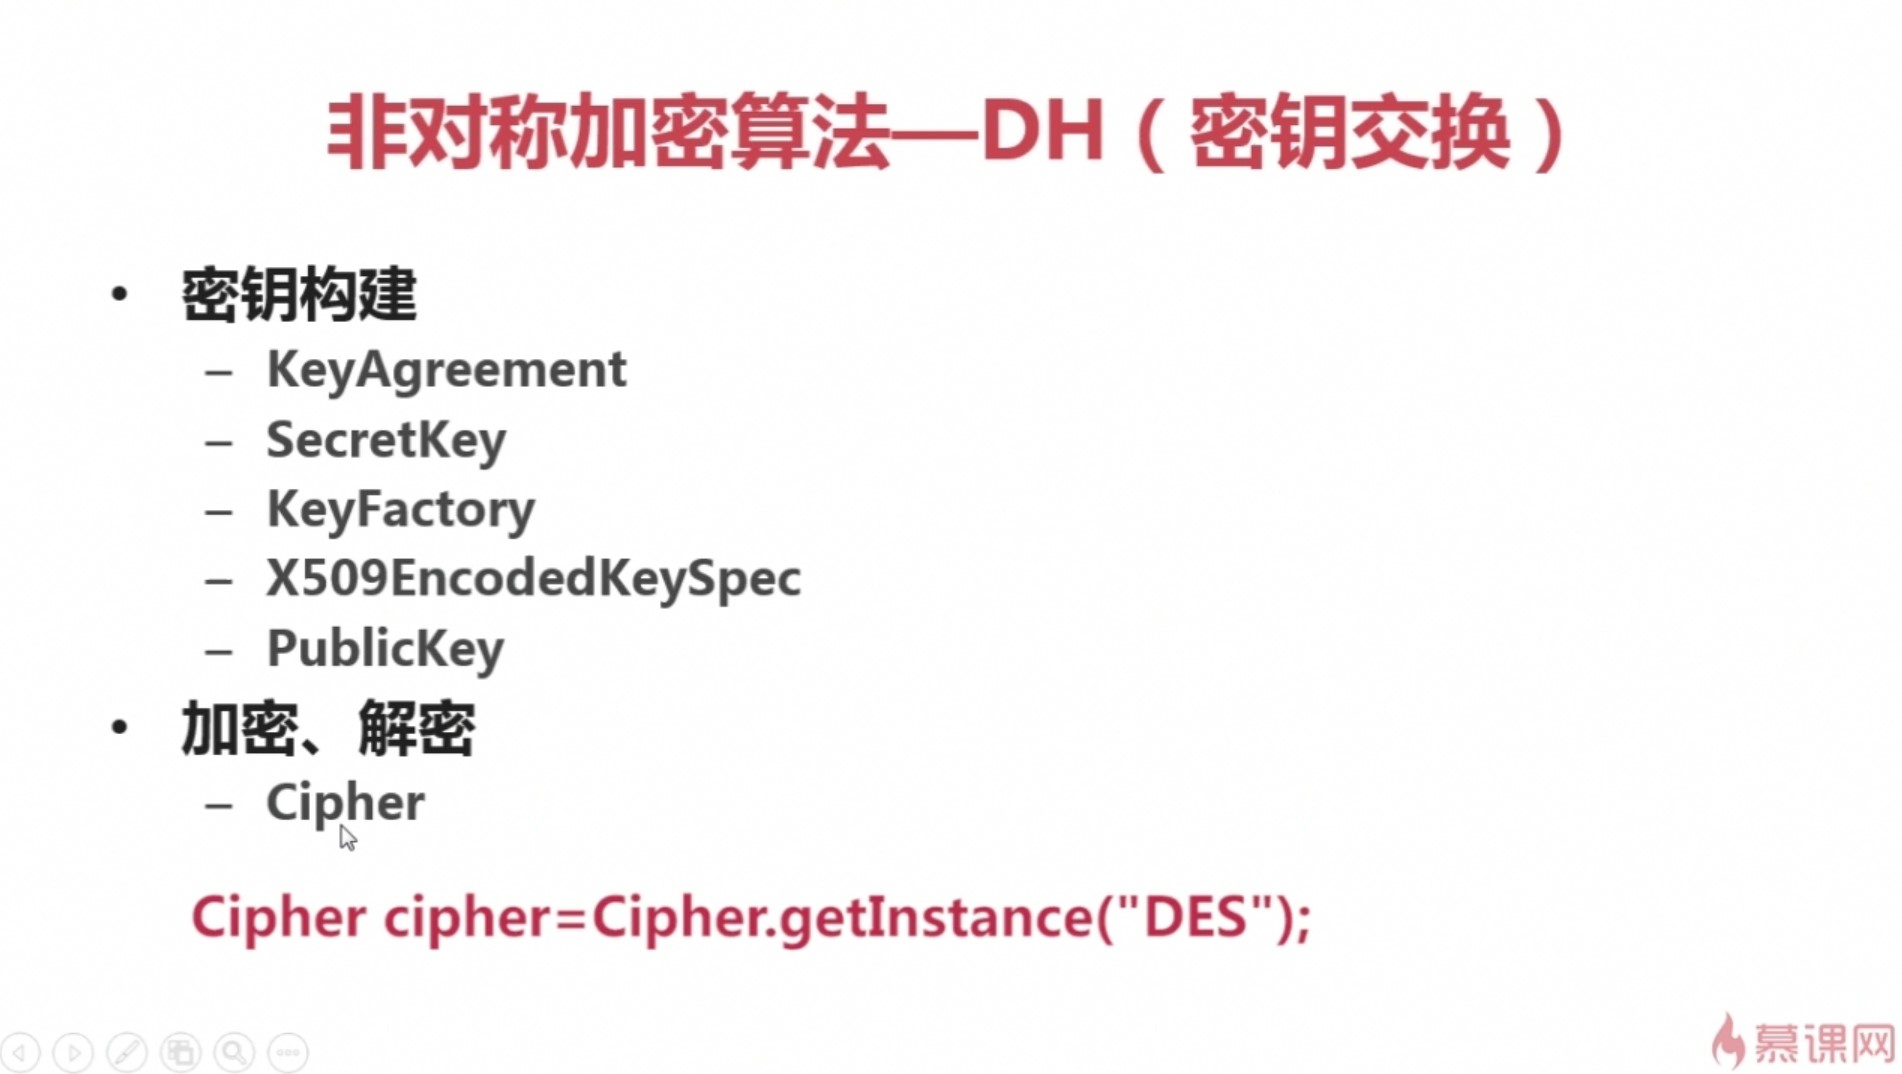 非对称加密算法—DH（密钥交换）
• 密钥构建
– KeyAgreement
– SecretKey
– KeyFactory
– X509EncodedKeySpec
– PublicKey
• 加密、解密
– Cipher
Cipher cipher=Cipher.getInstance("DES");
慕课网